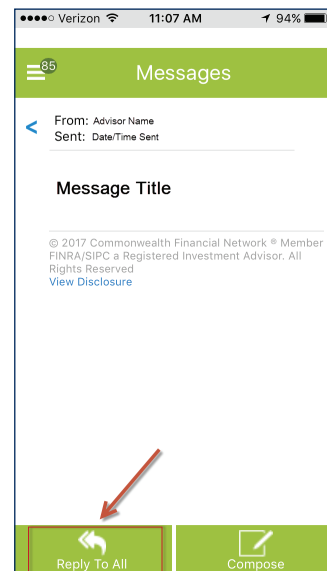 Verizon 11:07 AM 94%
85
Messages
<
From: Advisor Name
Sent: Date/Time Sent
Message Title
© 2017 Commonwealth Financial Network ® Member
FINRA/SIPC a Registered Investment Advisor. All
Rights Reserved
View Disclosure
Reply To All Compose